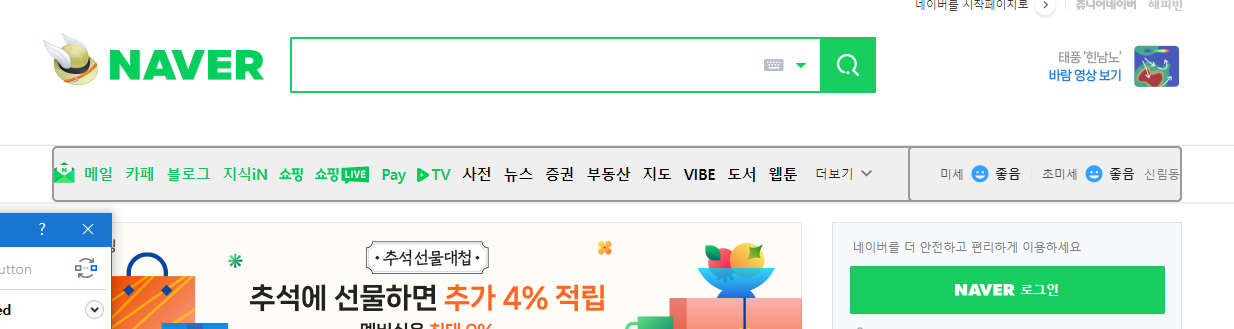 네이버를 시작페이지로 쥬니어네이버 해피빈
NAVER
태풍 '힌남노'
바람 영상 보기
메일 카페 블로그 지식iN 쇼핑 쇼핑LIVE Pay TV 사전 뉴스 증권 부동산 지도 VIBE 도서 웹툰 더보기 미세 좋음 초미세 좋음 신림동
?
utton
ed
추석 선물대첩
추석에 선물하면 추가 4% 적립
네이버를 더 안전하고 편리하게 이용하세요
NAVER 로그인